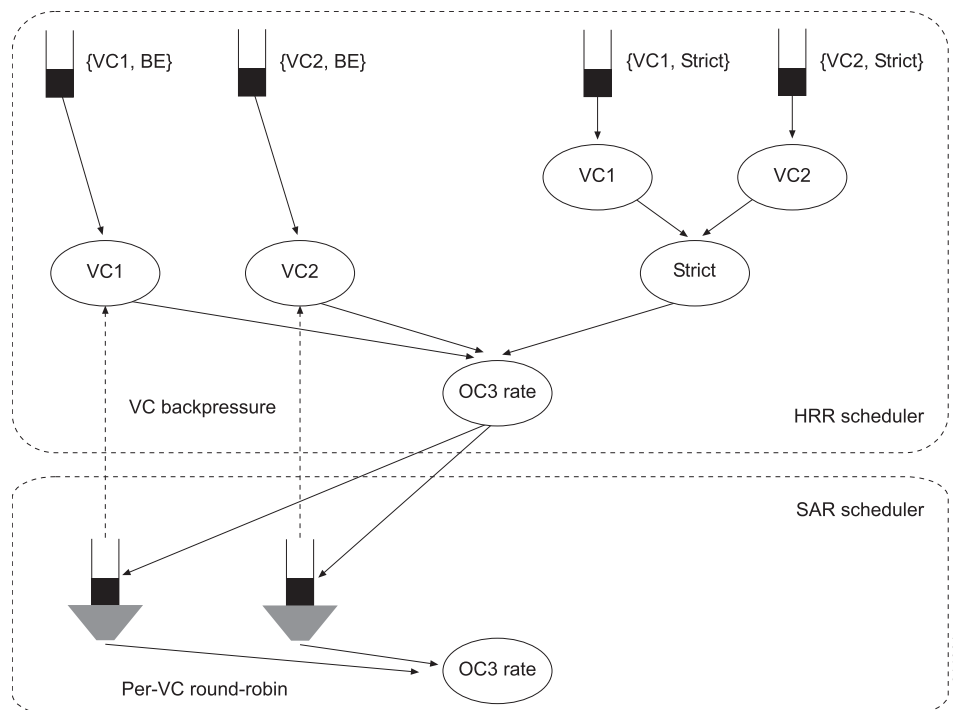 {VC1, BE}
{VC2, BE}
{VC1, Strict}
{VC2, Strict}
VC1
VC2
VC1
VC2
Strict
OC3 rate
VC backpressure
HRR scheduler
SAR scheduler
OC3 rate
Per-VC round-robin